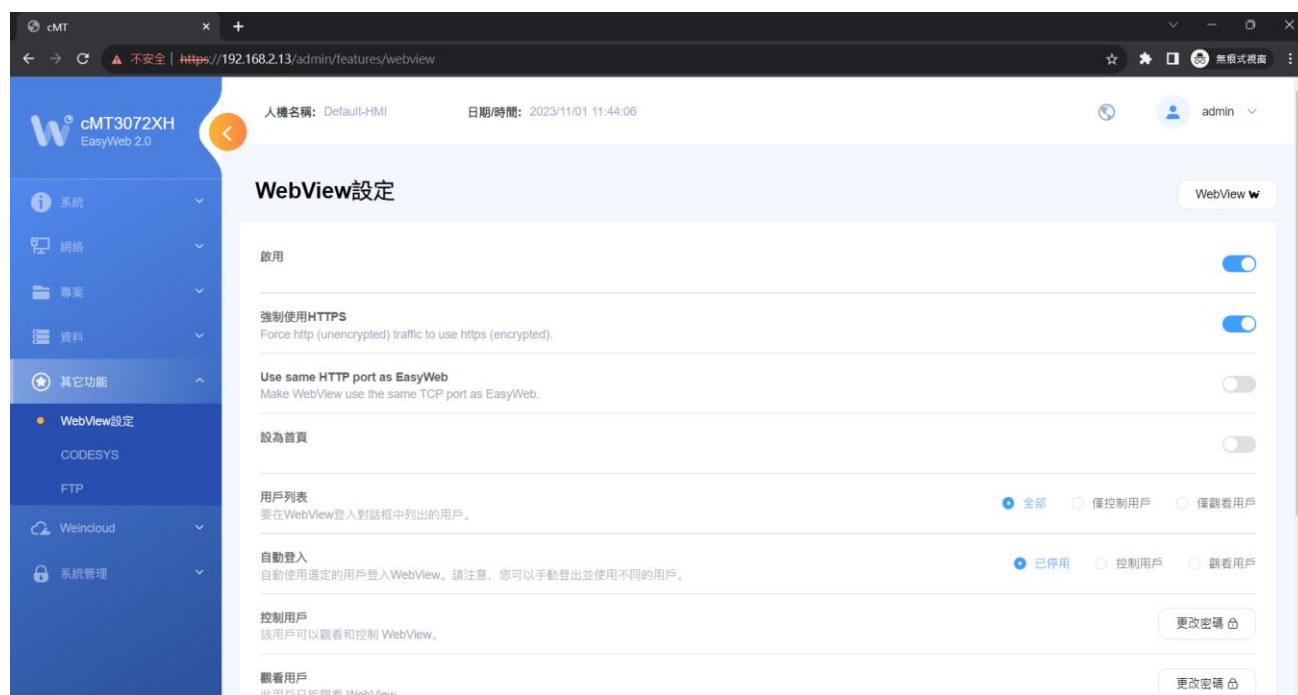 cMT
不安全 | https://192.168.2.13/admin/features/webview
無痕式視窗
cMT3072XH
EasyWeb 2.0
人機名稱: Default-HMI 日期/時間: 2023/11/01 11:44:06
admin
系統
網絡
專案
資料
其它功能
WebView設定
CODESYS
FTP
Weincloud
系統管理
WebView設定
WebView
啟用
強制使用HTTPS
Force http (unencrypted) traffic to use https (encrypted).
Use same HTTP port as EasyWeb
Make WebView use the same TCP port as EasyWeb.
設為首頁
用戶列表
要在WebView登入對話框中列出的用戶。
全部 僅控制用戶 僅觀看用戶
自動登入
自動使用選定的用戶登入WebView。請注意，您可以手動登出並使用不同的用戶。
已停用 控制用戶 觀看用戶
控制用戶
該用戶可以觀看和控制 WebView。
更改密碼
觀看用戶
此用戶只能觀看 WebView
更改密碼